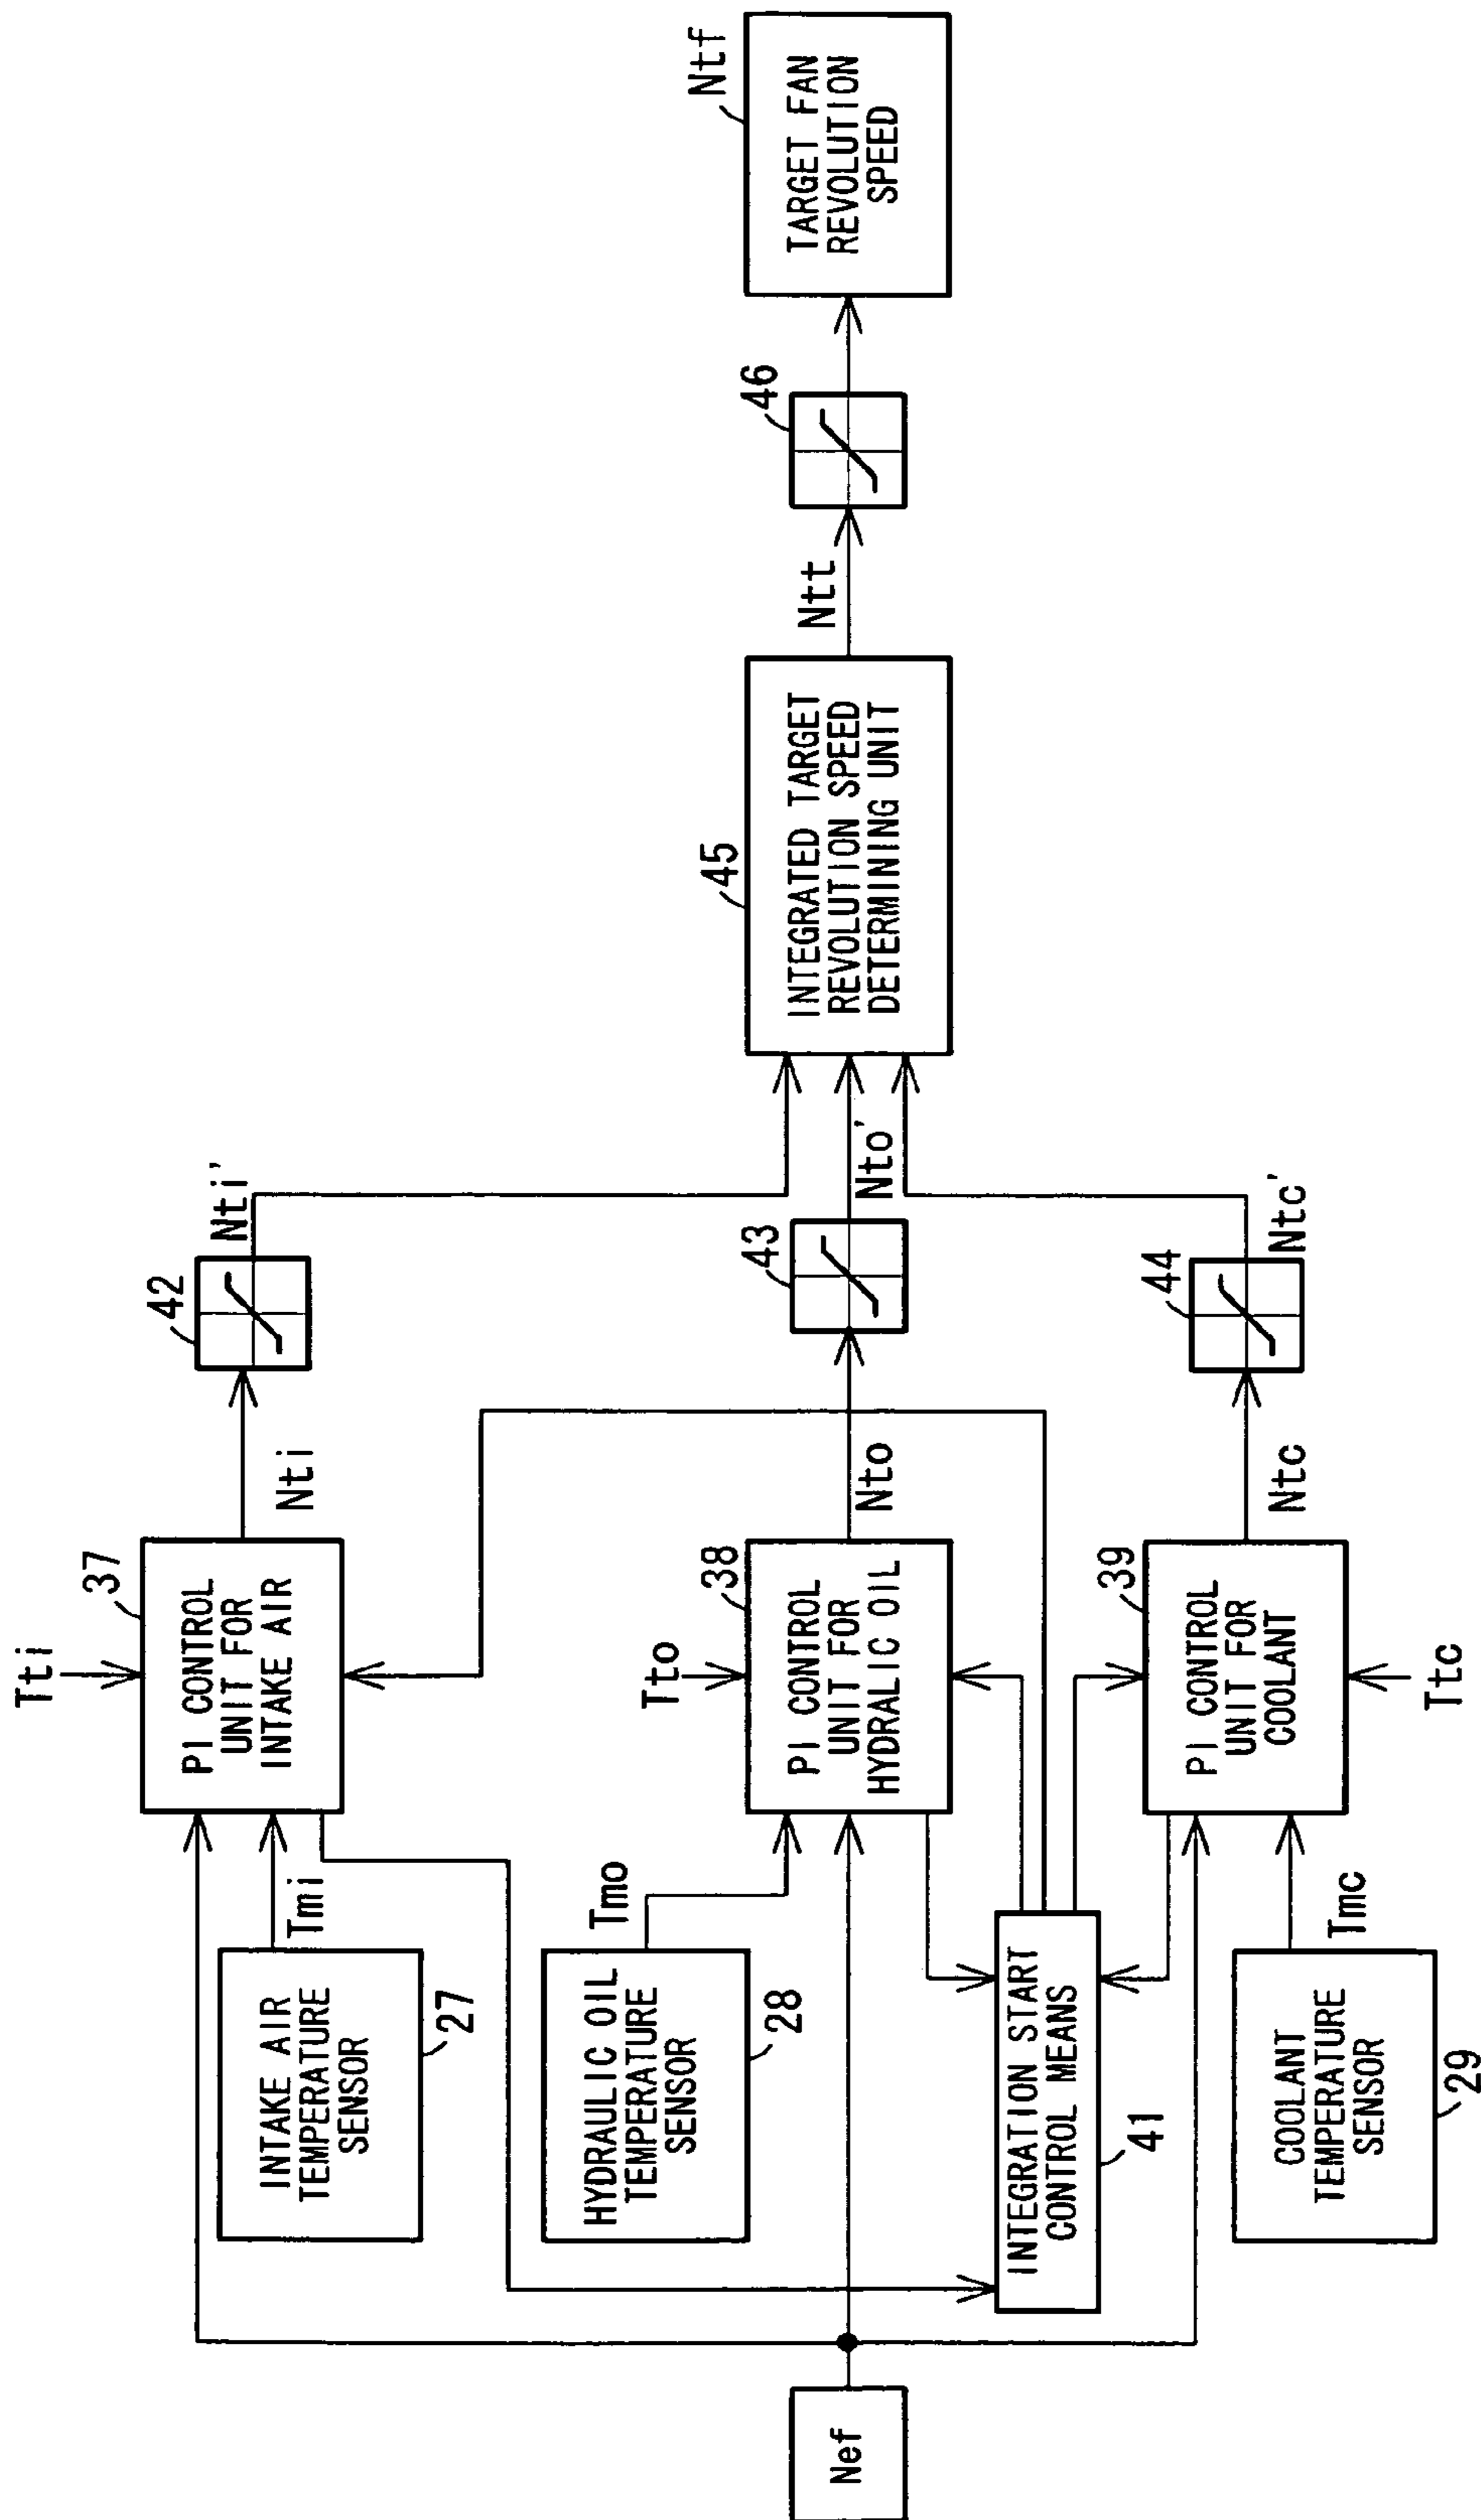 Tti
37
PI CONTROL
UNIT FOR
INTAKE AIR
Nti
42
Nti'
Tmi
INTAKE AIR
TEMPERATURE
SENSOR
27
Tmo
HYDRAULIC OIL
TEMPERATURE
SENSOR
28
Tto
38
PI CONTROL
UNIT FOR
HYDRALIC OIL
Nto
43
Nto'
45
INTEGRATED TARGET
REVOLUTION SPEED
DETERMINING UNIT
Ntt
46
Ntf
TARGET FAN
REVOLUTION
SPEED
Nef
INTEGRATION START
CONTROL MEANS
41
39
PI CONTROL
UNIT FOR
COOLANT
Ntc
44
Ntc'
Ttc
Tmc
COOLANT
TEMPERATURE
SENSOR
29